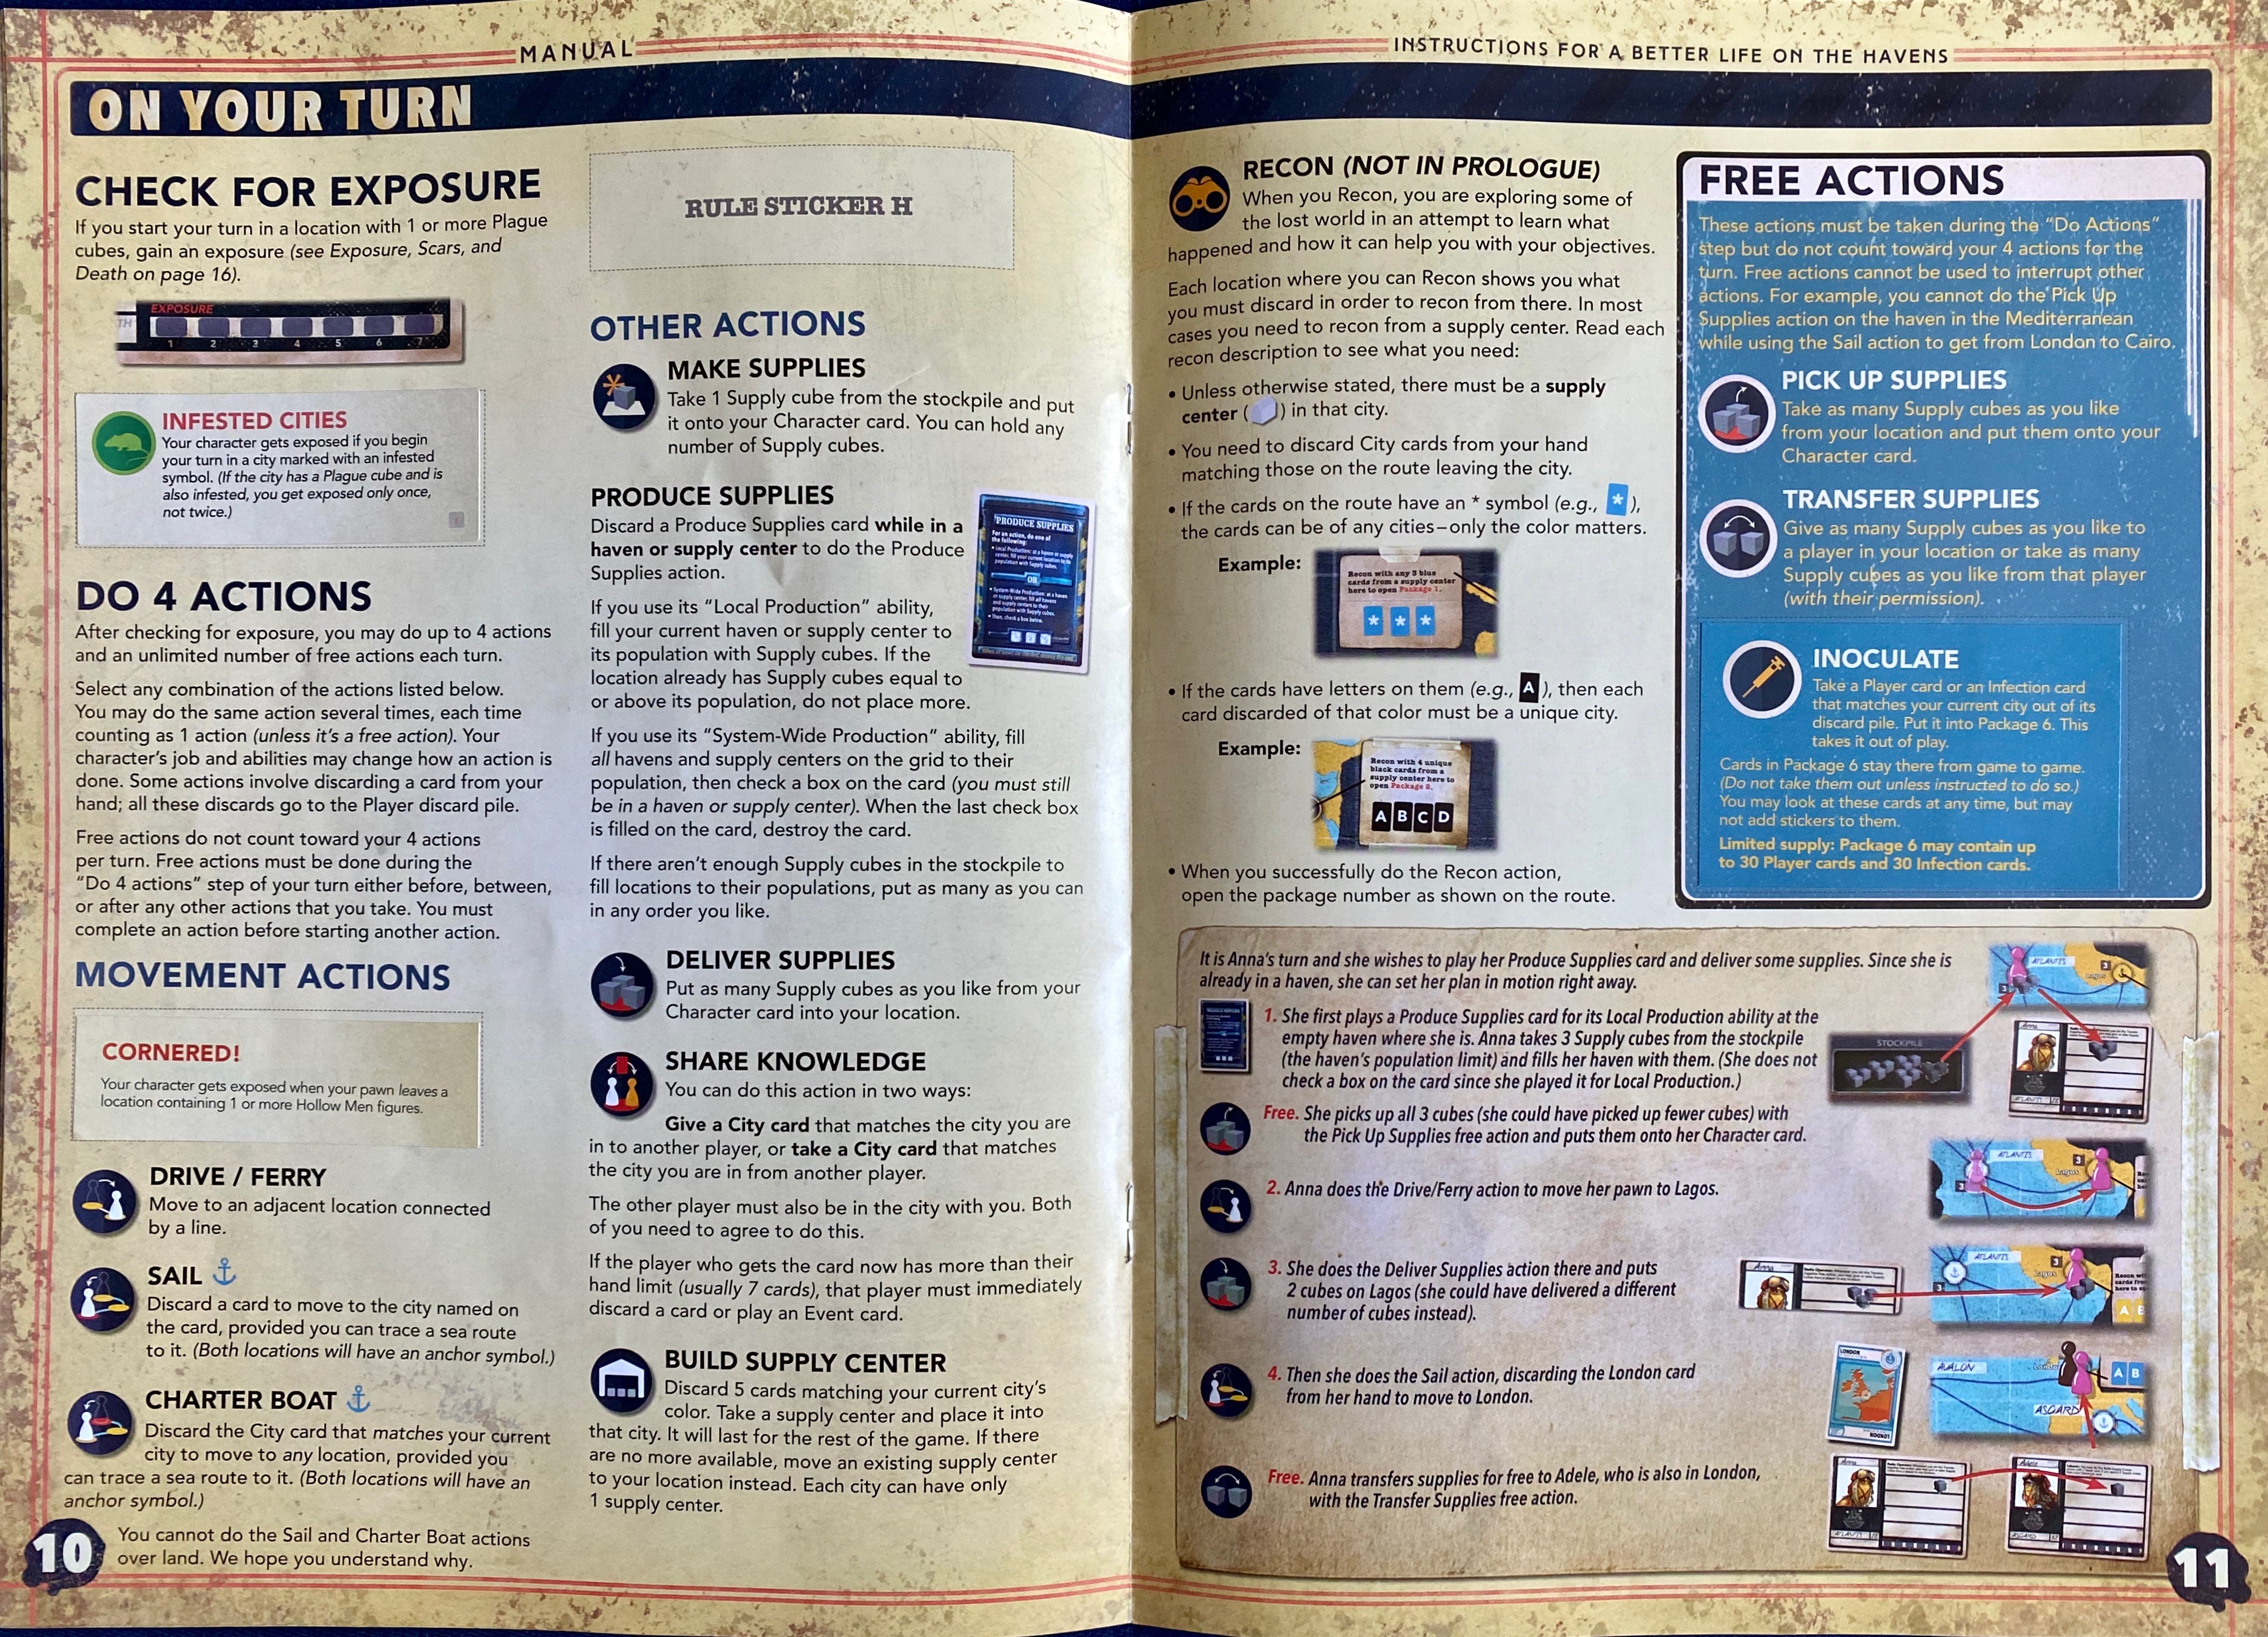 MANUAL
ON YOUR TURN
CHECK FOR EXPOSURE
If you start your turn in a location with 1 or more Plague
cubes, gain an exposure (see Exposure, Scars, and
Death on page 16).
EXPOSURE
1 2 3 4 5 6 7
INFESTED CITIES
Your character gets exposed if you begin
your turn in a city marked with an infested
symbol. (If the city has a Plague cube and is
also infested, you get exposed only once,
not twice.)
DO 4 ACTIONS
After checking for exposure, you may do up to 4 actions
and an unlimited number of free actions each turn.
Select any combination of the actions listed below.
You may do the same action several times, each time
counting as 1 action (unless it's a free action). Your
character's job and abilities may change how an action is
done. Some actions involve discarding a card from your
hand; all these discards go to the Player discard pile.
Free actions do not count toward your 4 actions
per turn. Free actions must be done during the
"Do 4 actions" step of your turn either before, between,
or after any other actions that you take. You must
complete an action before starting another action.
MOVEMENT ACTIONS
CORNERED!
Your character gets exposed when your pawn leaves a
location containing 1 or more Hollow Men figures.
DRIVE / FERRY
Move to an adjacent location connected
by a line.
SAIL
Discard a card to move to the city named on
the card, provided you can trace a sea route
to it. (Both locations will have an anchor symbol.)
CHARTER BOAT
Discard the City card that matches your current
city to move to any location, provided you
can trace a sea route to it. (Both locations will have an
anchor symbol.)
You cannot do the Sail and Charter Boat actions
over land. We hope you understand why.
10
RULE STICKER H
OTHER ACTIONS
MAKE SUPPLIES
Take 1 Supply cube from the stockpile and put
it onto your Character card. You can hold any
number of Supply cubes.
PRODUCE SUPPLIES
Discard a Produce Supplies card while in a
haven or supply center to do the Produce
Supplies action.
If you use its "Local Production" ability,
fill your current haven or supply center to
its population with Supply cubes. If the
location already has Supply cubes equal to
or above its population, do not place more.
PRODUCE SUPPLIES
For an action, do one of
the following:
OR
If you use its "System-Wide Production" ability, fill
all havens and supply centers on the grid to their
population, then check a box on the card (you must still
be in a haven or supply center). When the last check box
is filled on the card, destroy the card.
If there aren't enough Supply cubes in the stockpile to
fill locations to their populations, put as many as you can
in any order you like.
DELIVER SUPPLIES
Put as many Supply cubes as you like from your
Character card into your location.
SHARE KNOWLEDGE
You can do this action in two ways:
Give a City card that matches the city you are
in to another player, or take a City card that matches
the city you are in from another player.
The other player must also be in the city with you. Both
of you need to agree to do this.
If the player who gets the card now has more than their
hand limit (usually 7 cards), that player must immediately
discard a card or play an Event card.
BUILD SUPPLY CENTER
Discard 5 cards matching your current city's
color. Take a supply center and place it into
that city. It will last for the rest of the game. If there
are no more available, move an existing supply center
to your location instead. Each city can have only
1 supply center.
INSTRUCTIONS FOR A BETTER LIFE ON THE HAVENS
RECON (NOT IN PROLOGUE)
When you Recon, you are exploring some of
the lost world in an attempt to learn what
happened and how it can help you with your objectives.
Each location where you can Recon shows you what
you must discard in order to recon from there. In most
cases you need to recon from a supply center. Read each
recon description to see what you need:
• Unless otherwise stated, there must be a supply
center ( ) in that city.
• You need to discard City cards from your hand
matching those on the route leaving the city.
• If the cards on the route have an * symbol (e.g., * ),
the cards can be of any cities–only the color matters.
Example:
Recon with any 3 blue
cards from a supply center
here to open Package 1.
* * *
• If the cards have letters on them (e.g., A ), then each
card discarded of that color must be a unique city.
Example:
Recon with 4 unique
black cards from a
supply center here to
open Package 2.
A B C D
• When you successfully do the Recon action,
open the package number as shown on the route.
FREE ACTIONS
These actions must be taken during the "Do Actions"
step but do not count toward your 4 actions for the
turn. Free actions cannot be used to interrupt other
actions. For example, you cannot do the Pick Up
Supplies action on the haven in the Mediterranean
while using the Sail action to get from London to Cairo.
PICK UP SUPPLIES
Take as many Supply cubes as you like
from your location and put them onto your
Character card.
TRANSFER SUPPLIES
Give as many Supply cubes as you like to
a player in your location or take as many
Supply cubes as you like from that player
(with their permission).
INOCULATE
Take a Player card or an Infection card
that matches your current city out of its
discard pile. Put it into Package 6. This
takes it out of play.
Cards in Package 6 stay there from game to game.
(Do not take them out unless instructed to do so.)
You may look at these cards at any time, but may
not add stickers to them.
Limited supply: Package 6 may contain up
to 30 Player cards and 30 Infection cards.
It is Anna's turn and she wishes to play her Produce Supplies card and deliver some supplies. Since she is
already in a haven, she can set her plan in motion right away.
1. She first plays a Produce Supplies card for its Local Production ability at the
empty haven where she is. Anna takes 3 Supply cubes from the stockpile
(the haven's population limit) and fills her haven with them. (She does not
check a box on the card since she played it for Local Production.)
Free. She picks up all 3 cubes (she could have picked up fewer cubes) with
the Pick Up Supplies free action and puts them onto her Character card.
2. Anna does the Drive/Ferry action to move her pawn to Lagos.
3. She does the Deliver Supplies action there and puts
2 cubes on Lagos (she could have delivered a different
number of cubes instead).
4. Then she does the Sail action, discarding the London card
from her hand to move to London.
Free. Anna transfers supplies for free to Adele, who is also in London,
with the Transfer Supplies free action.
ATLANTIS
3
Lagos
3
STOCKPILE
Anna
ATLANTIS
ATLANTIS
3
Lagos
3
Anna
ATLANTIS
3
Lagos
3
A B
LONDON
LONDON
AVALON
London
A B
ASGARD
Anna
ATLANTIS
Adele
ASGARD
11